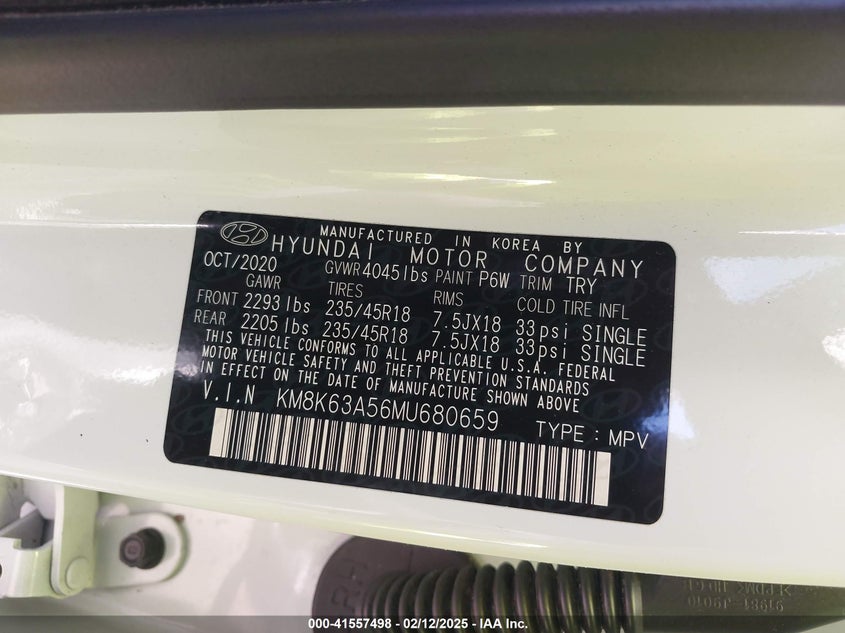 MANUFACTURED IN KOREA BY
HYUNDAI MOTOR COMPANY
OCT/2020 GVWR 4045 lbs PAINT P6W TRIM TRY
GAWR TIRES RIMS COLD TIRE INFL
FRONT 2293 lbs 235/45R18 7.5JX18 33psi SINGLE
REAR 2205 lbs 235/45R18 7.5JX18 33psi SINGLE
THIS VEHICLE CONFORMS TO ALL APPLICABLE U.S.A. FEDERAL
MOTOR VEHICLE SAFETY AND THEFT PREVENTION STANDARDS
IN EFFECT ON THE DATE OF MANUFACTURE SHOWN ABOVE
V.I.N KM8K63A56MU680659 TYPE : MPV
RH
91981-J9010
000-41557498 - 02/12/2025 - IAA Inc.